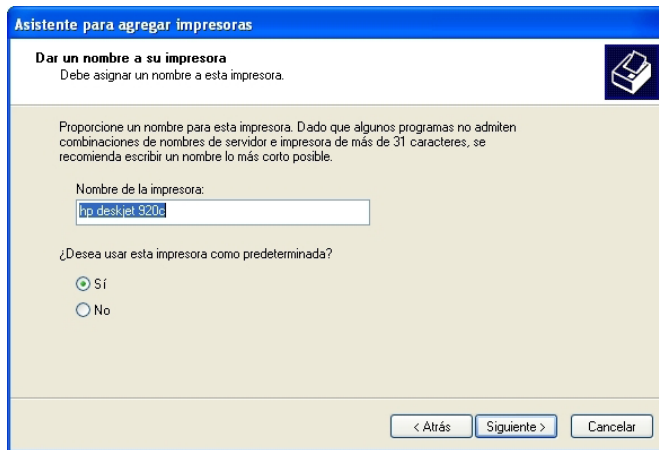 Asistente para agregar impresoras
Dar un nombre a su impresora
Debe asignar un nombre a esta impresora.
Proporcione un nombre para esta impresora. Dado que algunos programas no admiten
combinaciones de nombres de servidor e impresora de más de 31 caracteres, se
recomienda escribir un nombre lo más corto posible.
Nombre de la impresora:
hp deskjet 920c
¿Desea usar esta impresora como predeterminada?
Sí
No
< Atrás
Siguiente >
Cancelar